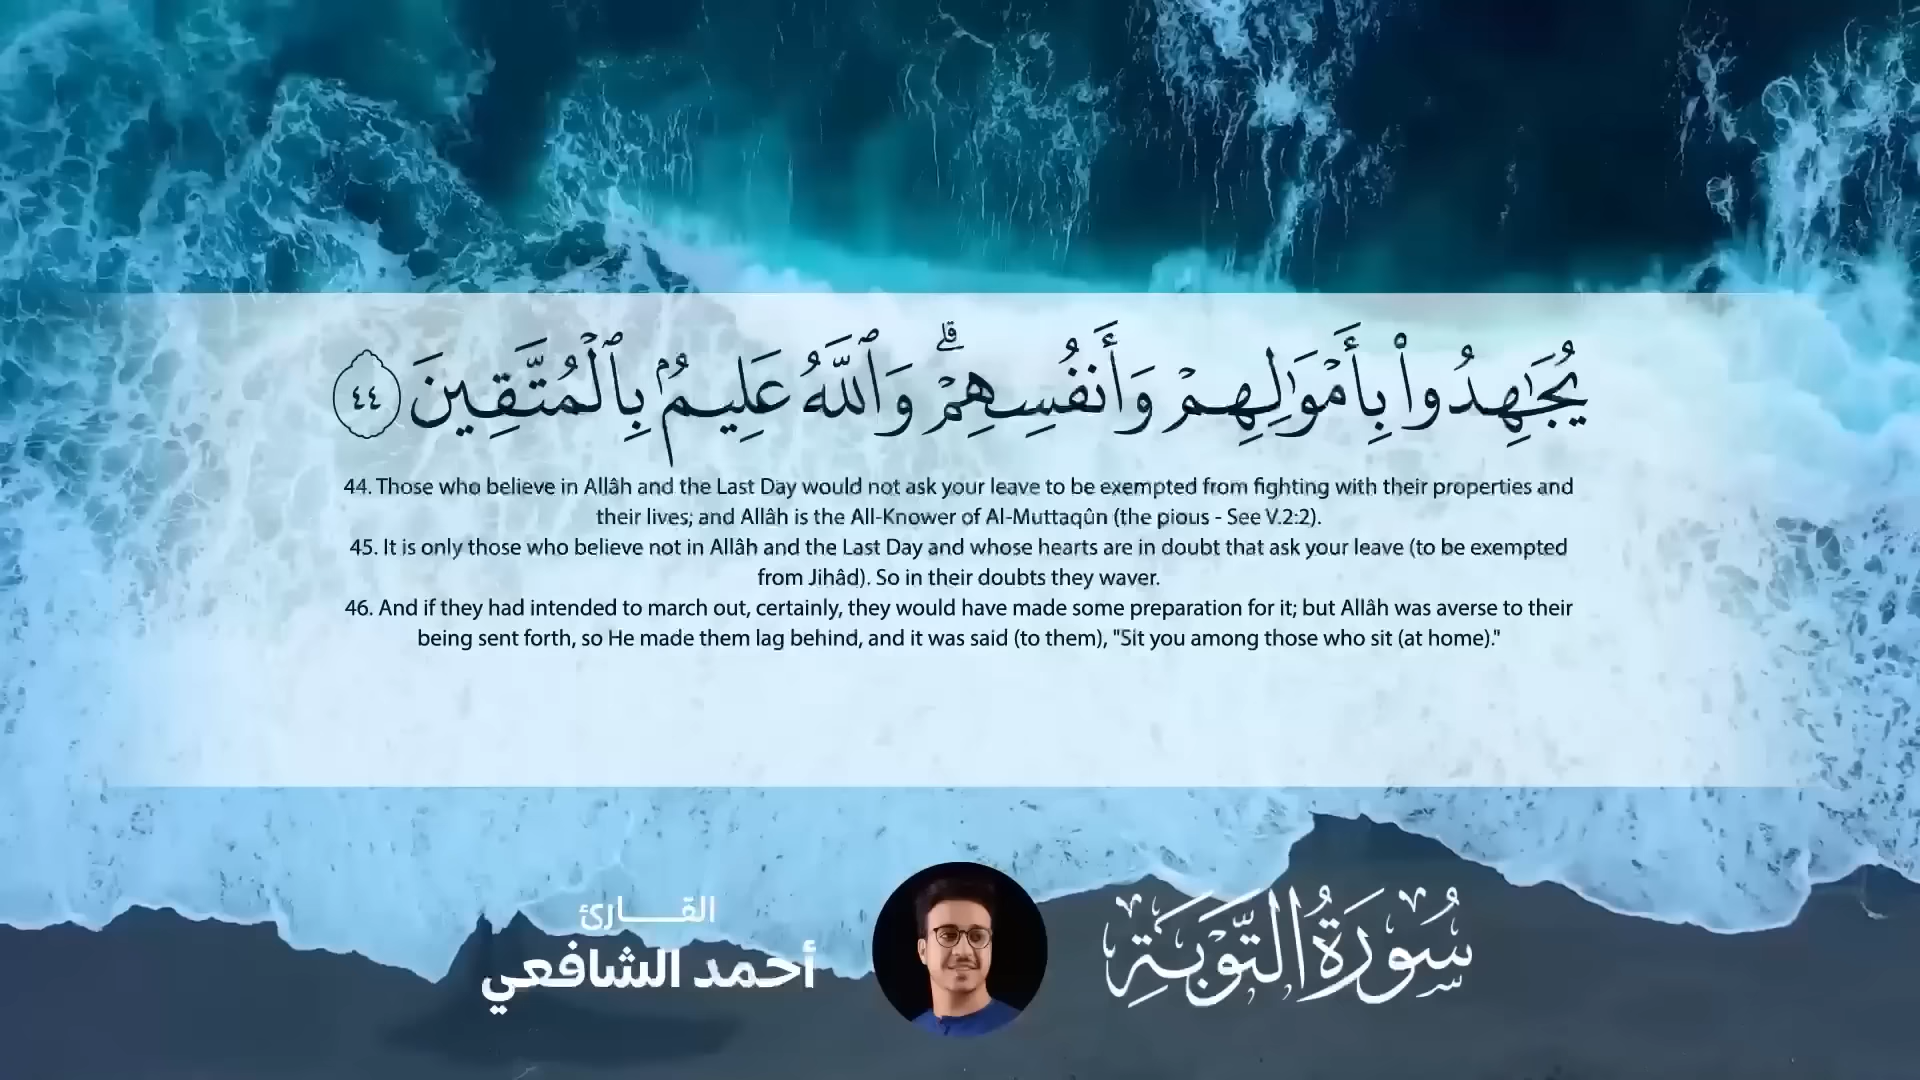 يُجَٰهِدُوا۟ بِأَمْوَٰلِهِمْ وَأَنفُسِهِمْ ۗ وَٱللَّهُ عَلِيمٌۢ بِٱلْمُتَّقِينَ ٤٤
44. Those who believe in Allâh and the Last Day would not ask your leave to be exempted from fighting with their properties and
their lives; and Allâh is the All-Knower of Al-Muttaqûn (the pious - See V.2:2).
45. It is only those who believe not in Allâh and the Last Day and whose hearts are in doubt that ask your leave (to be exempted
from Jihâd). So in their doubts they waver.
46. And if they had intended to march out, certainly, they would have made some preparation for it; but Allâh was averse to their
being sent forth, so He made them lag behind, and it was said (to them), "Sit you among those who sit (at home)."
سُورَةُ التَّوْبَةِ
القـــارئ
أحمد الشافعي